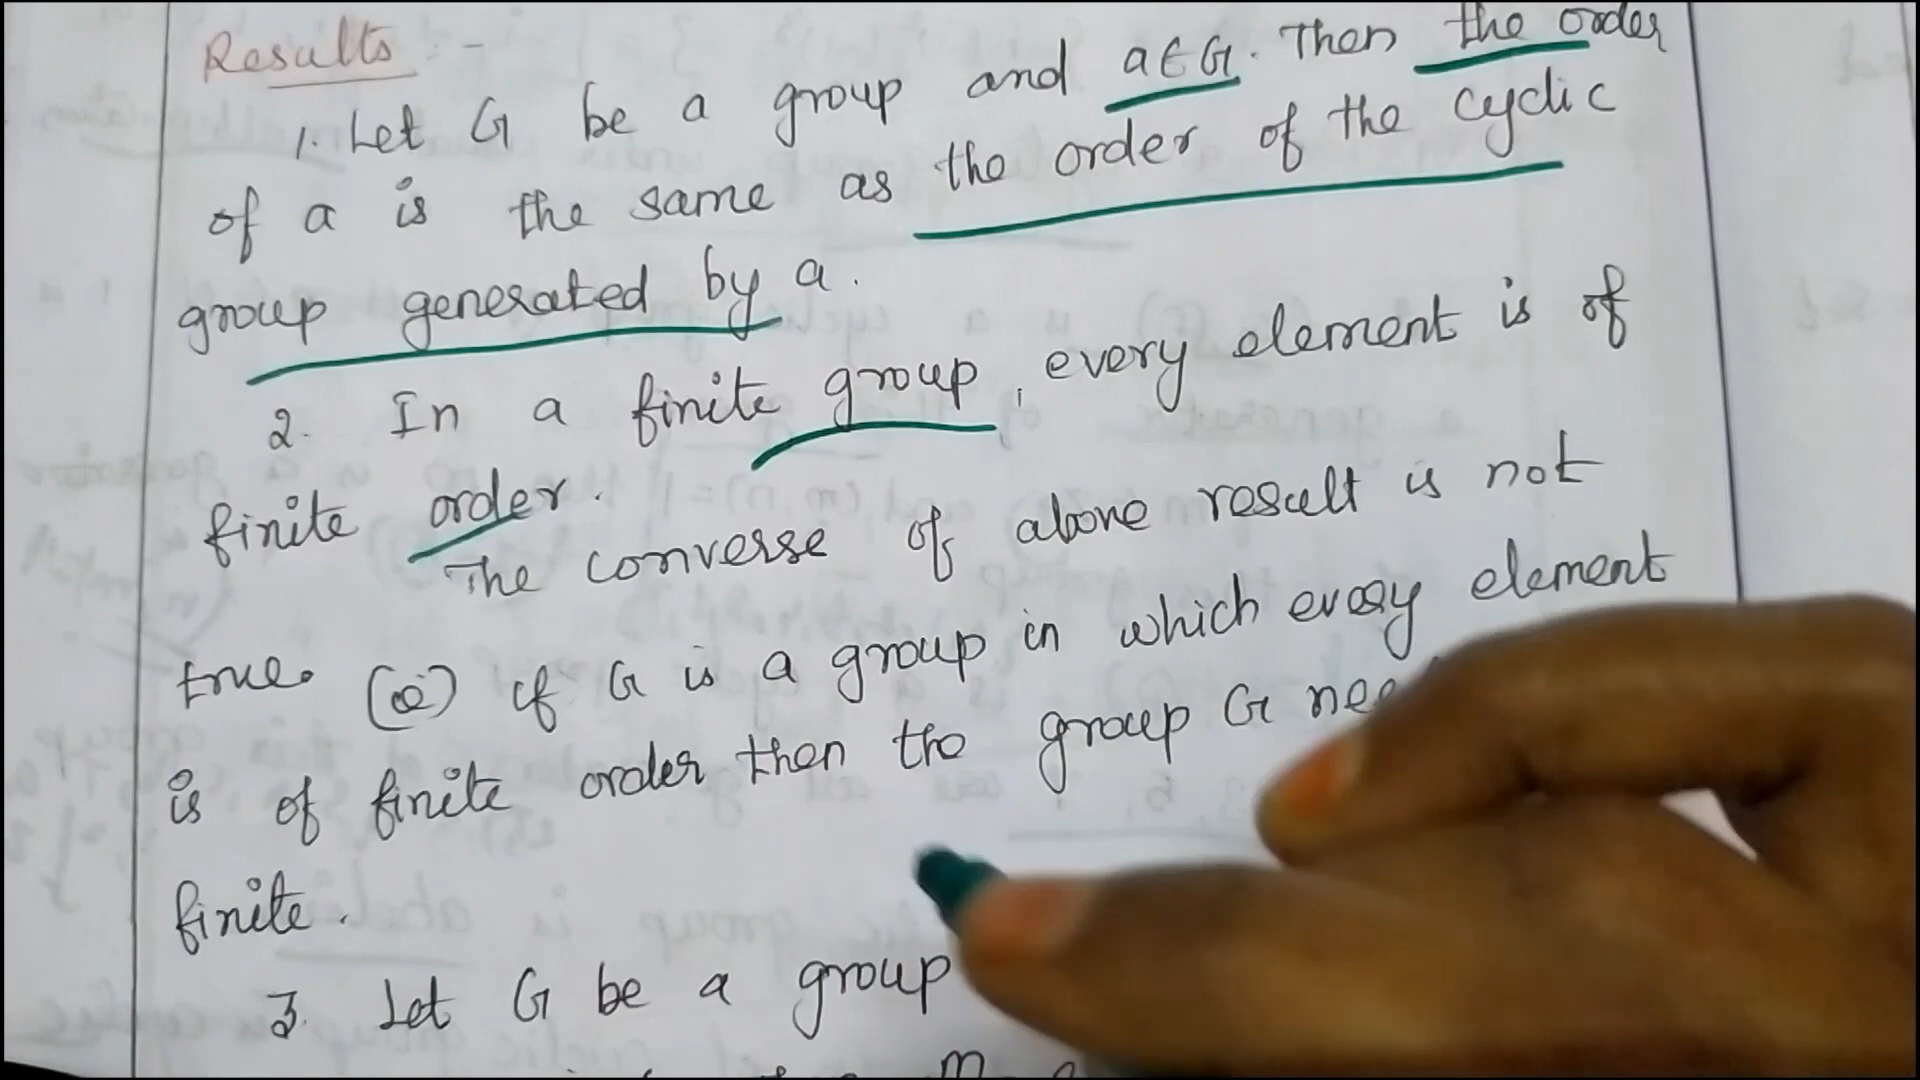 Results :-
1. Let G be a group and a∈G. Then the order
of a is the same as the order of the cyclic
group generated by a.
2. In a finite group, every element is of
finite order.
The converse of above result is not
true. (ie) if G is a group in which every element
is of finite order then the group G
finite.
3. Let G be a group
m